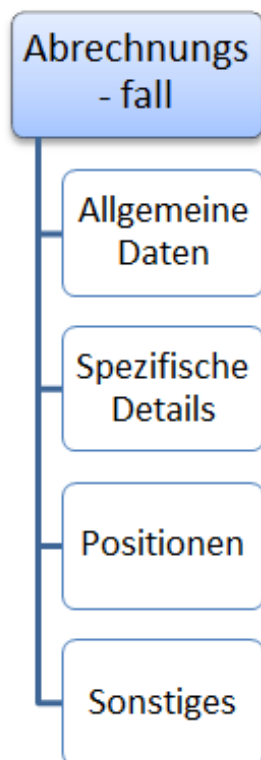 Abrechnungs
- fall
Allgemeine
Daten
Spezifische
Details
Positionen
Sonstiges